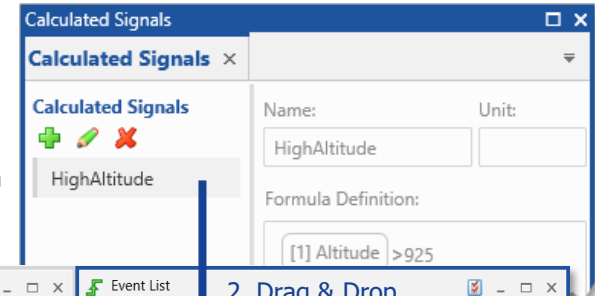 Calculated Signals
Calculated Signals
Calculated Signals
Name:
Unit:
HighAltitude
HighAltitude
Formula Definition:
[1] Altitude >925
Event List
2. Drag & Drop